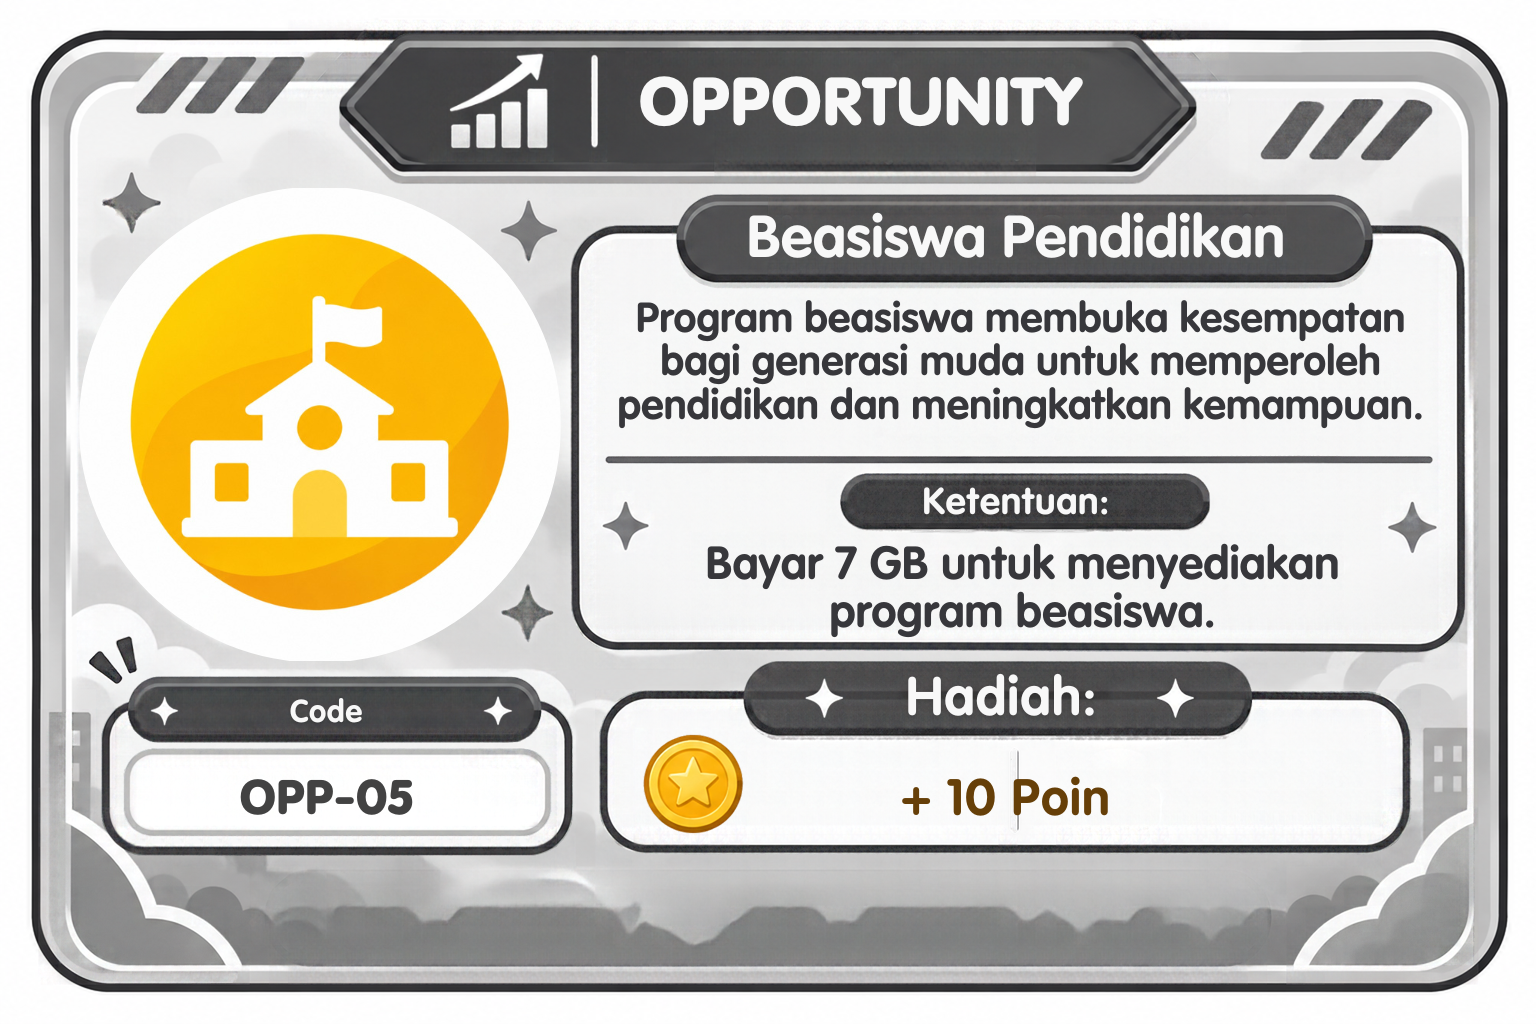 OPPORTUNITY
Beasiswa Pendidikan
Program beasiswa membuka kesempatan
bagi generasi muda untuk memperoleh
pendidikan dan meningkatkan kemampuan.
Ketentuan:
Bayar 7 GB untuk menyediakan
program beasiswa.
Code
OPP-05
Hadiah:
+ 10 Poin